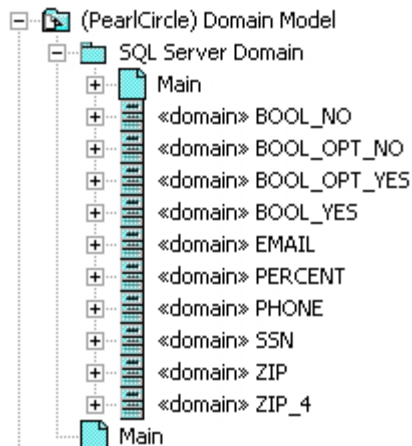 (PearlCircle) Domain Model
SQL Server Domain
Main
«domain» BOOL_NO
«domain» BOOL_OPT_NO
«domain» BOOL_OPT_YES
«domain» BOOL_YES
«domain» EMAIL
«domain» PERCENT
«domain» PHONE
«domain» SSN
«domain» ZIP
«domain» ZIP_4
Main